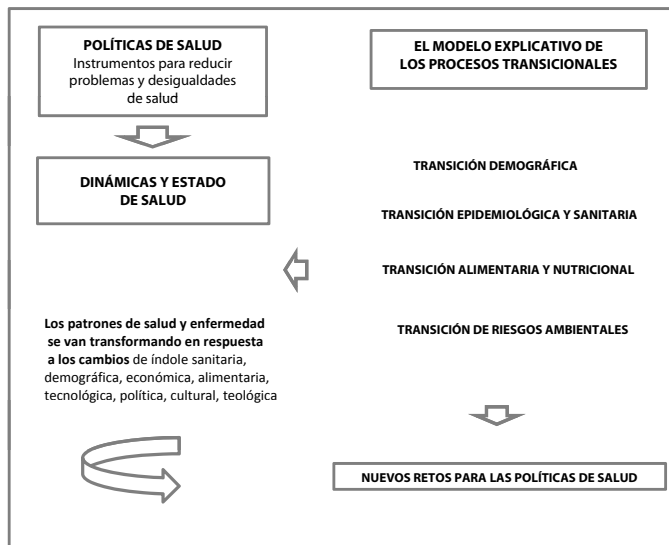 POLÍTICAS DE SALUD
Instrumentos para reducir
problemas y desigualdades
de salud
DINÁMICAS Y ESTADO
DE SALUD
Los patrones de salud y enfermedad
se van transformando en respuesta
a los cambios de índole sanitaria,
demográfica, económica, alimentaria,
tecnológica, política, cultural, teológica
EL MODELO EXPLICATIVO DE
LOS PROCESOS TRANSICIONALES
TRANSICIÓN DEMOGRÁFICA
TRANSICIÓN EPIDEMIOLÓGICA Y SANITARIA
TRANSICIÓN ALIMENTARIA Y NUTRICIONAL
TRANSICIÓN DE RIESGOS AMBIENTALES
NUEVOS RETOS PARA LAS POLÍTICAS DE SALUD